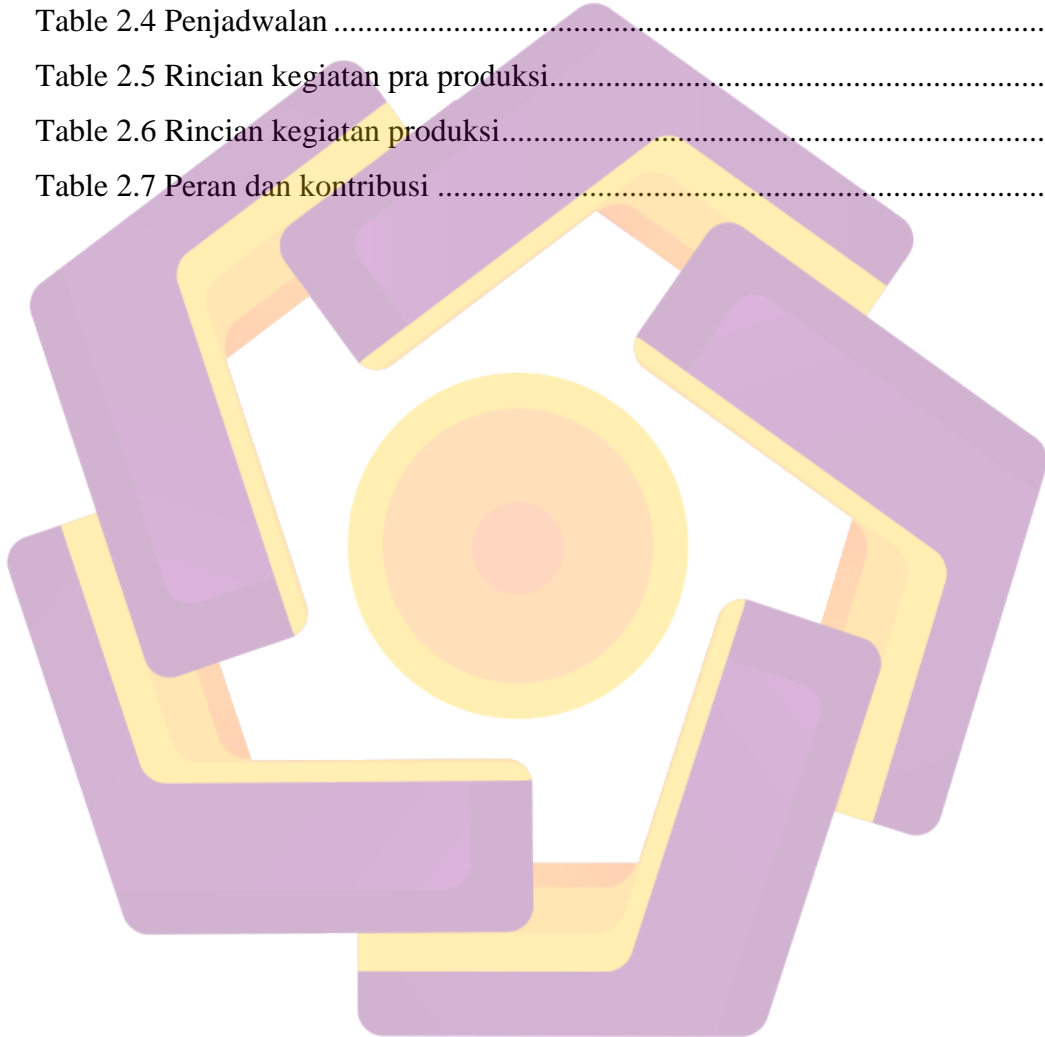 Table 2.4 Penjadwalan ..........................................................................
Table 2.5 Rincian kegiatan pra produksi....................................................
Table 2.6 Rincian kegiatan produksi.........................................................
Table 2.7 Peran dan kontribusi ................................................................